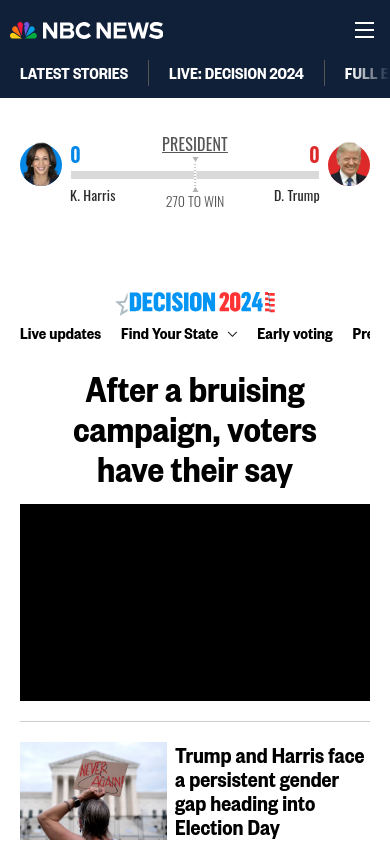 NBC NEWS
LATEST STORIES
LIVE: DECISION 2024
FULL E
PRESIDENT
0
0
K. Harris
270 TO WIN
D. Trump
DECISION 2024
Live updates
Find Your State
Early voting
Pre
After a bruising
campaign, voters
have their say
NEVER
AGAIN!
Trump and Harris face
a persistent gender
gap heading into
Election Day